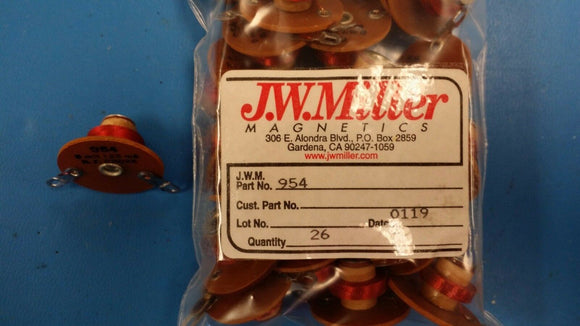 J.W.Miller
MAGNETICS
306 E. Alondra Blvd., P.O. Box 2859
Gardena, CA 90247-1059
www.jwmiller.com
J.W.M.
Part No. 954
Cust. Part No.
Lot No. Date 0119
Quantity 26
954